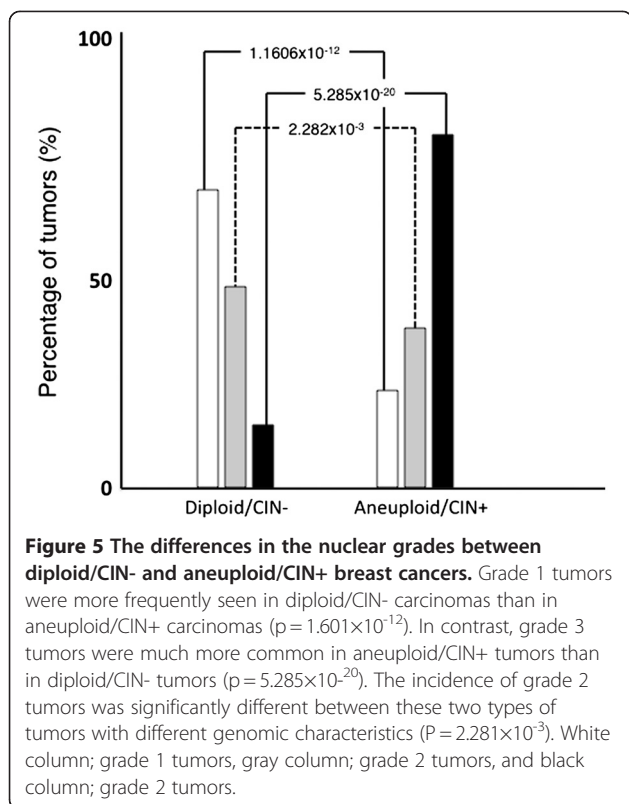 100
1.1606x10-12
5.285x10-20
2.282x10-3
Percentage of tumors (%)
50
0
Diploid/CIN-
Aneuploid/CIN+
Figure 5 The differences in the nuclear grades between
diploid/CIN- and aneuploid/CIN+ breast cancers. Grade 1 tumors
were more frequently seen in diploid/CIN- carcinomas than in
aneuploid/CIN+ carcinomas (p = 1.601×10-12). In contrast, grade 3
tumors were much more common in aneuploid/CIN+ tumors than
in diploid/CIN- tumors (p = 5.285×10-20). The incidence of grade 2
tumors was significantly different between these two types of
tumors with different genomic characteristics (P = 2.281×10-3). White
column; grade 1 tumors, gray column; grade 2 tumors, and black
column; grade 2 tumors.